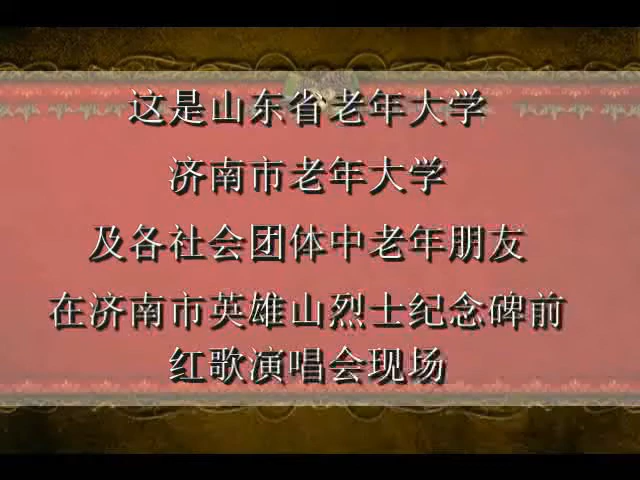 这是山东省老年大学
济南市老年大学
及各社会团体中老年朋友
在济南市英雄山烈士纪念碑前
红歌演唱会现场